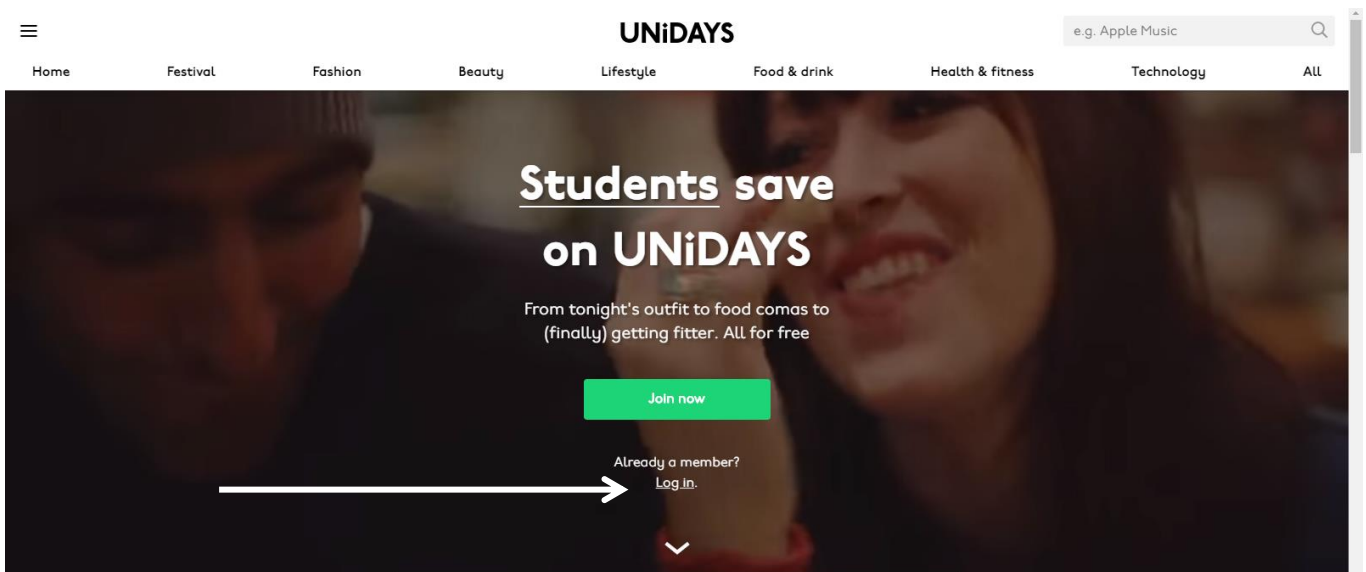 UNiDAYS
e.g. Apple Music
Home Festival Fashion Beauty Lifestyle Food & drink Health & fitness Technology All
Students save
on UNiDAYS
From tonight's outfit to food comas to
(finally) getting fitter. All for free
Join now
Already a member?
Log in.